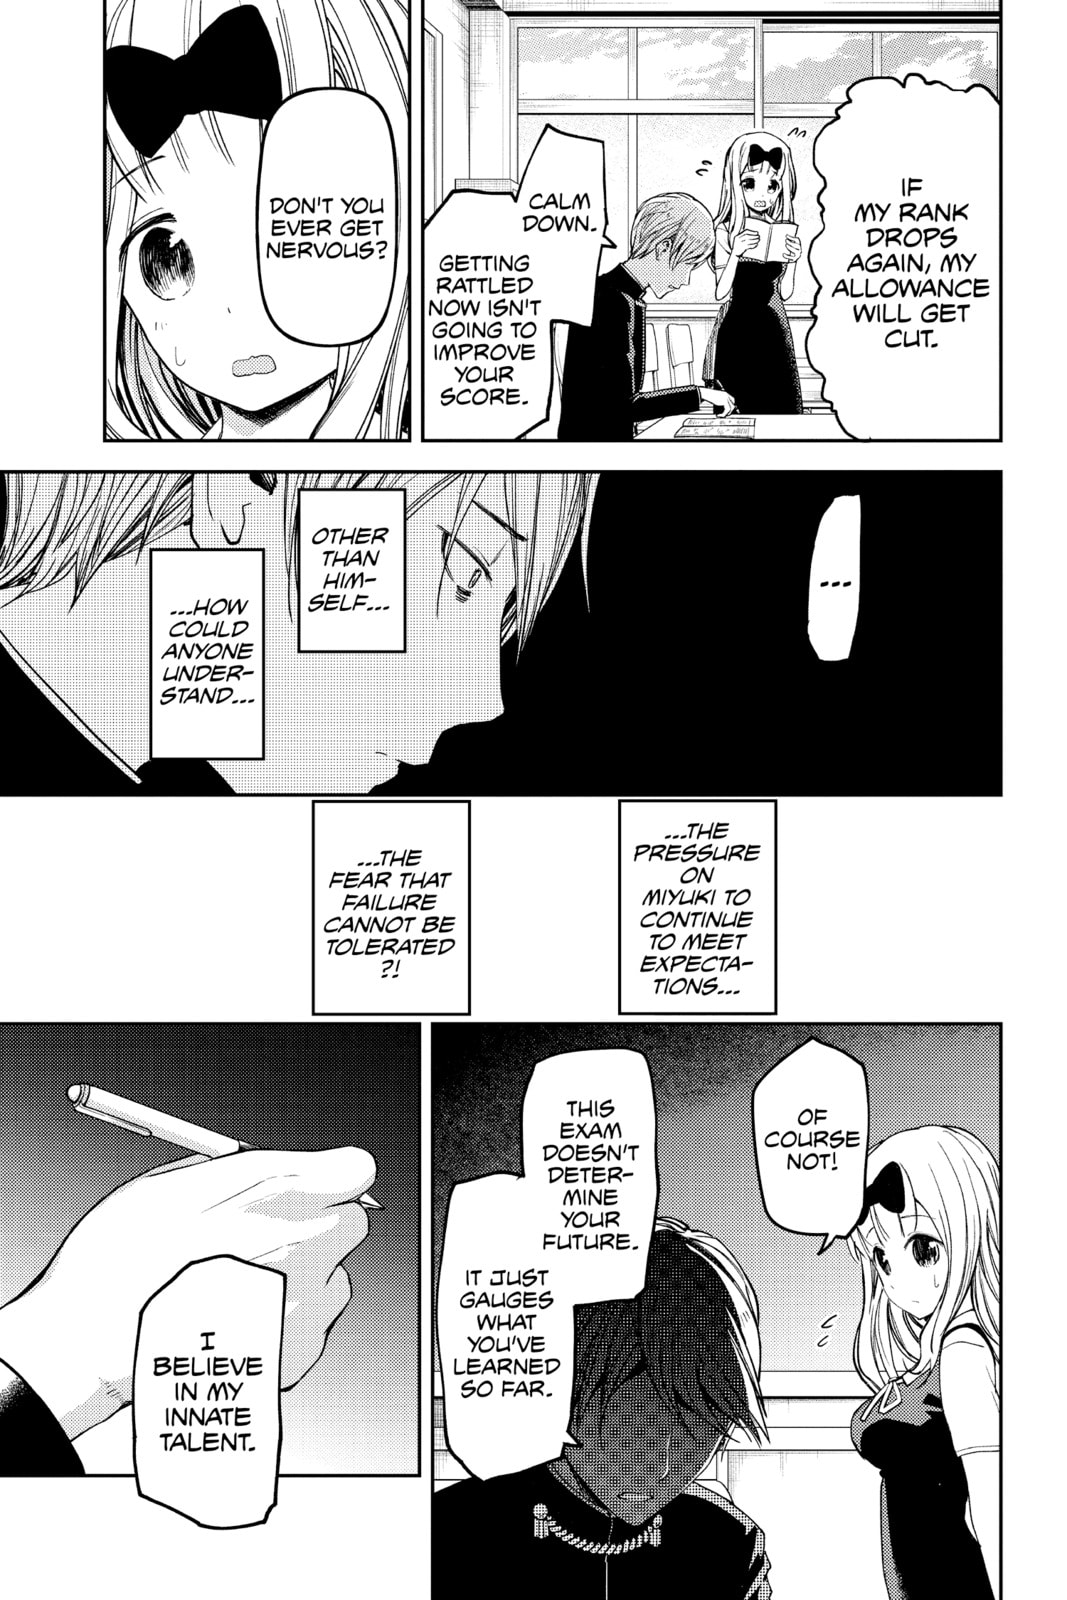 IF
MY RANK
DROPS
AGAIN, MY
ALLOWANCE
WILL GET
CUT.
CALM
DOWN.
GETTING
RATTLED
NOW ISN'T
GOING TO
IMPROVE
YOUR
SCORE.
DON'T YOU
EVER GET
NERVOUS?
...
OTHER
THAN
HIM-
SELF...
...HOW
COULD
ANYONE
UNDER-
STAND...
...THE
PRESSURE
ON
MIYUKI TO
CONTINUE
TO MEET
EXPECTA-
TIONS...
...THE
FEAR THAT
FAILURE
CANNOT BE
TOLERATED
?!
OF
COURSE
NOT!
THIS
EXAM
DOESN'T
DETER-
MINE
YOUR
FUTURE.
IT JUST
GAUGES
WHAT
YOU'VE
LEARNED
SO FAR.
I
BELIEVE
IN MY
INNATE
TALENT.